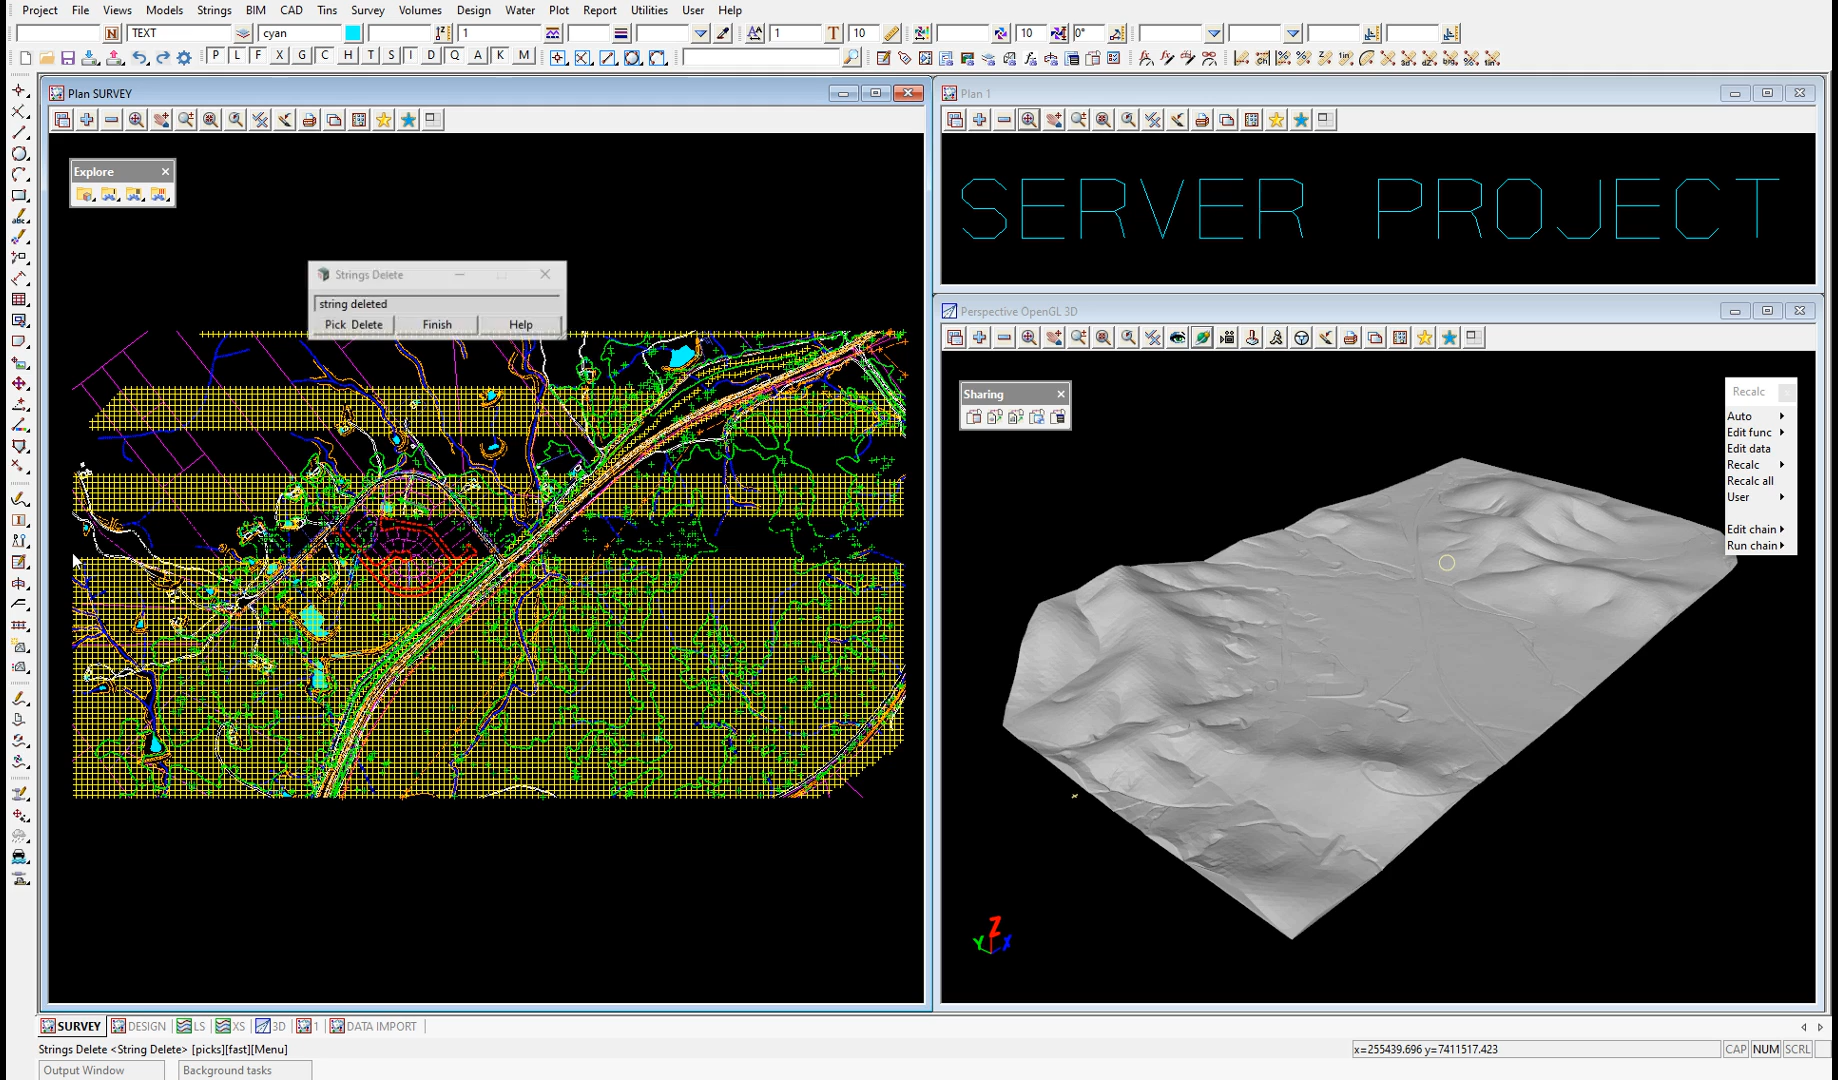 Project File Views Models Strings BIM CAD Tins Survey Volumes Design Water Plot Report Utilities User Help
N TEXT cyan 1 1 T 10 10 0°
P L F X G C H T S I D Q A K M
Plan SURVEY
Explore
Strings Delete
string deleted
Pick Delete Finish Help
Plan 1
SERVER PROJECT
Perspective OpenGL 3D
Sharing
Recalc
Auto
Edit func
Edit data
Recalc
Recalc all
User
Edit chain
Run chain
Z
Y X
SURVEY DESIGN LS XS 3D 1 DATA IMPORT
Strings Delete <String Delete> [picks][fast][Menu] x=255439.696 y=7411517.423 CAP NUM SCRL
Output Window Background tasks